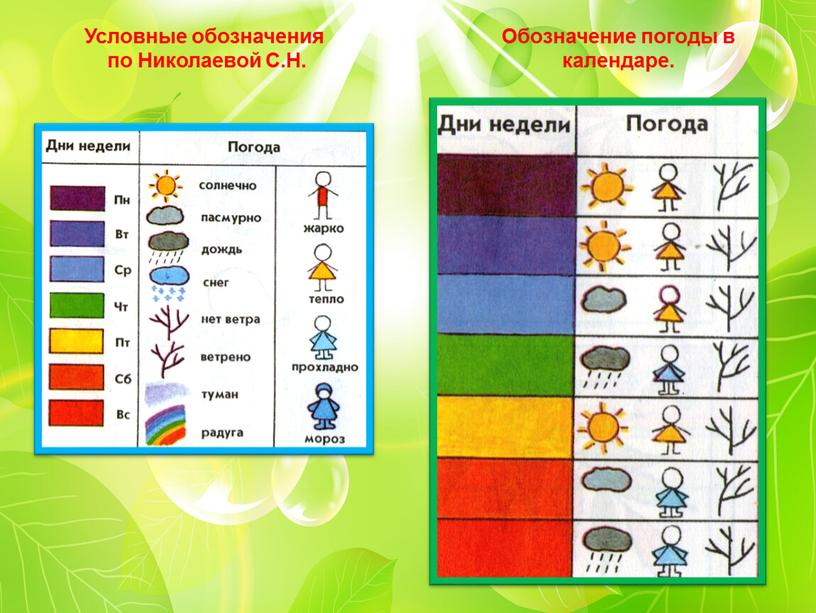 Условные обозначения
по Николаевой С.Н.
Обозначение погоды в
календаре.
Дни недели
Погода
Пн
Вт
Ср
Чт
Пт
Сб
Вс
солнечно
пасмурно
дождь
снег
нет ветра
ветрено
туман
радуга
жарко
тепло
прохладно
мороз
Дни недели
Погода